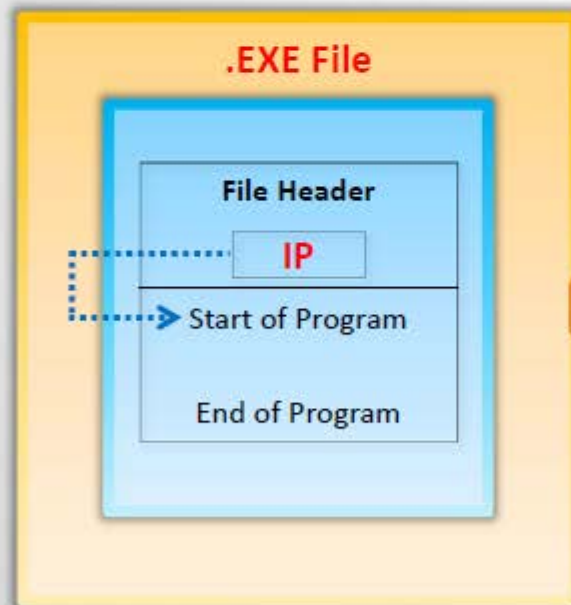 .EXE File
File Header
IP
Start of Program
End of Program